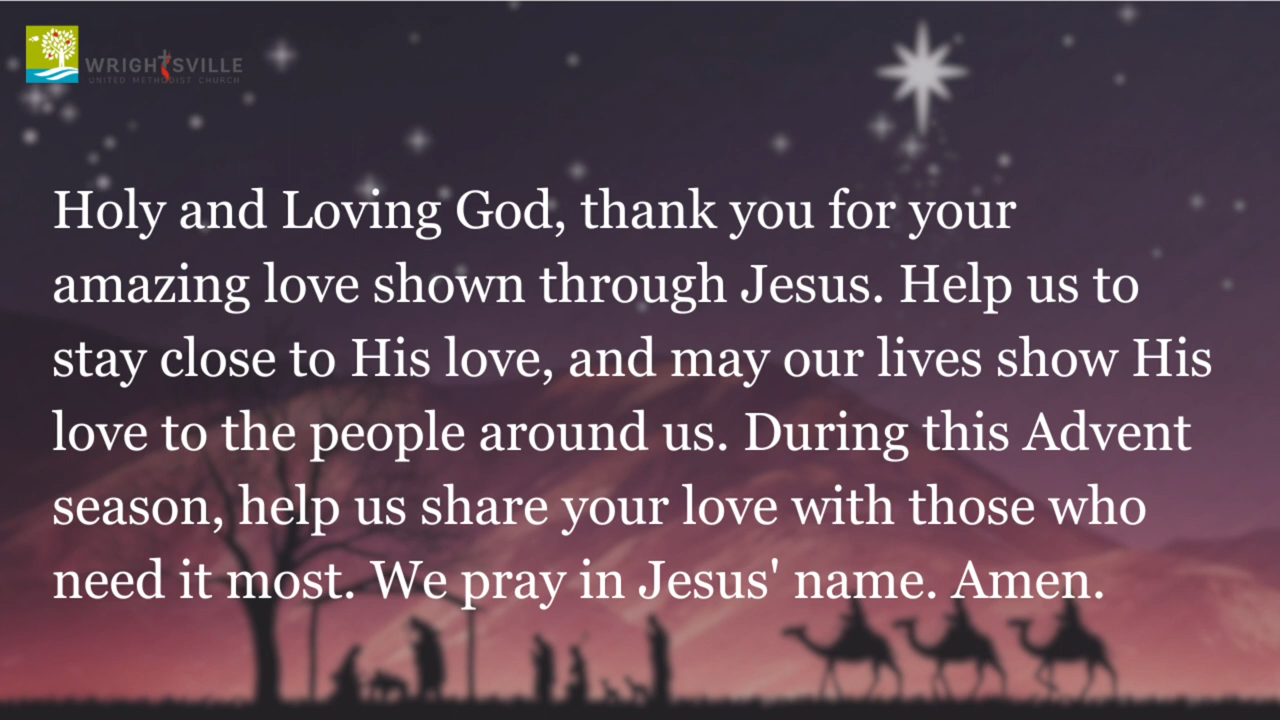 WRIGHTSVILLE
UNITED METHODIST CHURCH
Holy and Loving God, thank you for your
amazing love shown through Jesus. Help us to
stay close to His love, and may our lives show His
love to the people around us. During this Advent
season, help us share your love with those who
need it most. We pray in Jesus' name. Amen.